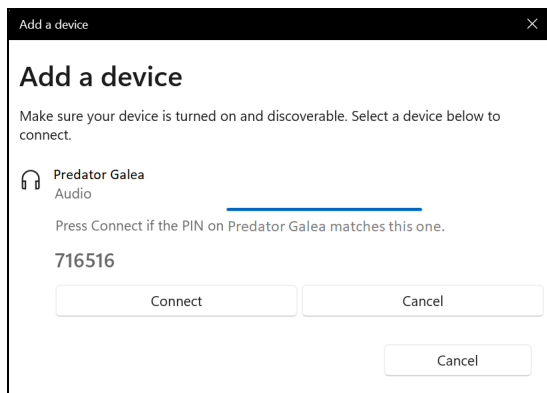 Add a device
Add a device
Make sure your device is turned on and discoverable. Select a device below to
connect.
Predator Galea
Audio
Press Connect if the PIN on Predator Galea matches this one.
716516
Connect
Cancel
Cancel